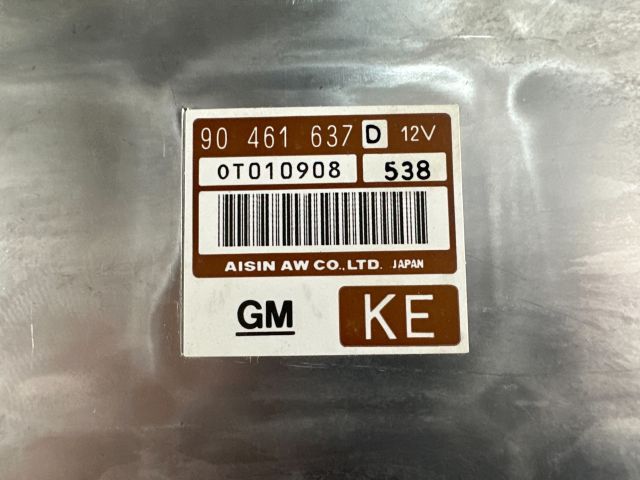 90 461 637 D 12V
0T010908 538
AISIN AW CO., LTD. JAPAN
GM KE